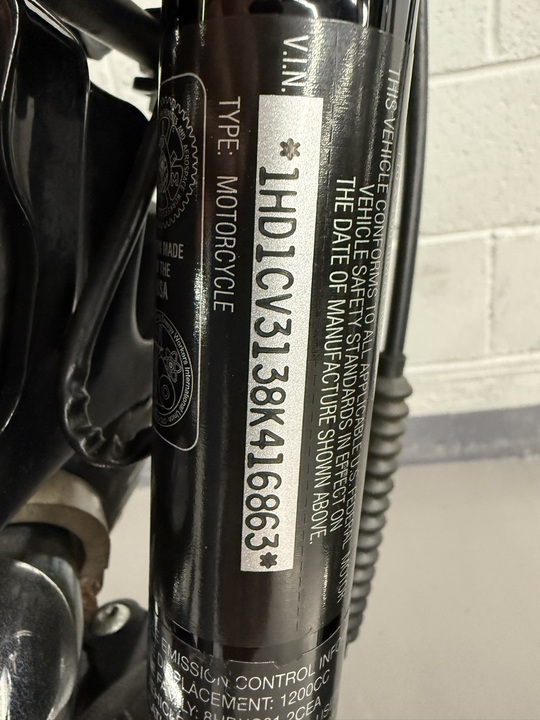 V.I.N.
*1HD1CV3138K416863*
TYPE: MOTORCYCLE
THIS VEHICLE CONFORMS TO ALL APPLICABLE U.S. FEDERAL MOTOR
VEHICLE SAFETY STANDARDS IN EFFECT ON
THE DATE OF MANUFACTURE SHOWN ABOVE.
MADE
THE
EMISSION CONTROL
DISPLACEMENT: 1200CC